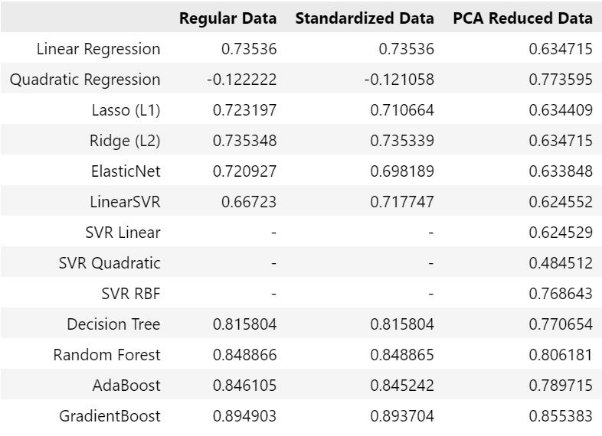 Regular Data Standardized Data PCA Reduced Data
Linear Regression 0.73536 0.73536 0.634715
Quadratic Regression -0.122222 -0.121058 0.773595
Lasso (L1) 0.723197 0.710664 0.634409
Ridge (L2) 0.735348 0.735339 0.634715
ElasticNet 0.720927 0.698189 0.633848
LinearSVR 0.66723 0.717747 0.624552
SVR Linear - - 0.624529
SVR Quadratic - - 0.484512
SVR RBF - - 0.768643
Decision Tree 0.815804 0.815804 0.770654
Random Forest 0.848866 0.848865 0.806181
AdaBoost 0.846105 0.845242 0.789715
GradientBoost 0.894903 0.893704 0.855383